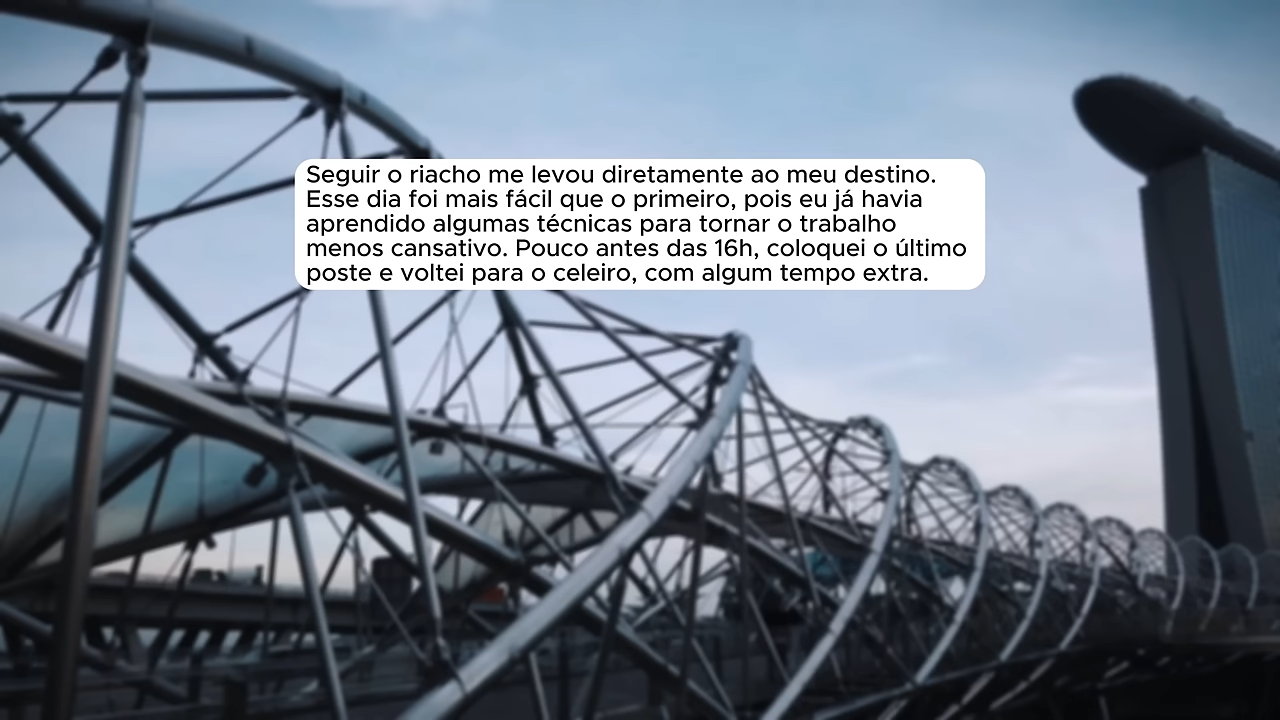 Seguir o riacho me levou diretamente ao meu destino.
Esse dia foi mais fácil que o primeiro, pois eu já havia
aprendido algumas técnicas para tornar o trabalho
menos cansativo. Pouco antes das 16h, coloquei o último
poste e voltei para o celeiro, com algum tempo extra.